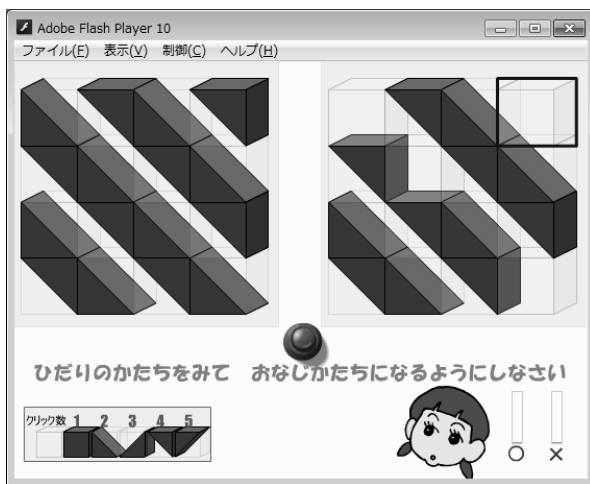 Adobe Flash Player 10
ファイル(F) 表示(V) 制御(C) ヘルプ(H)
ひだりのかたちをみて おなじかたちになるようにしなさい
クリック数 1 2 3 4 5
○ ×